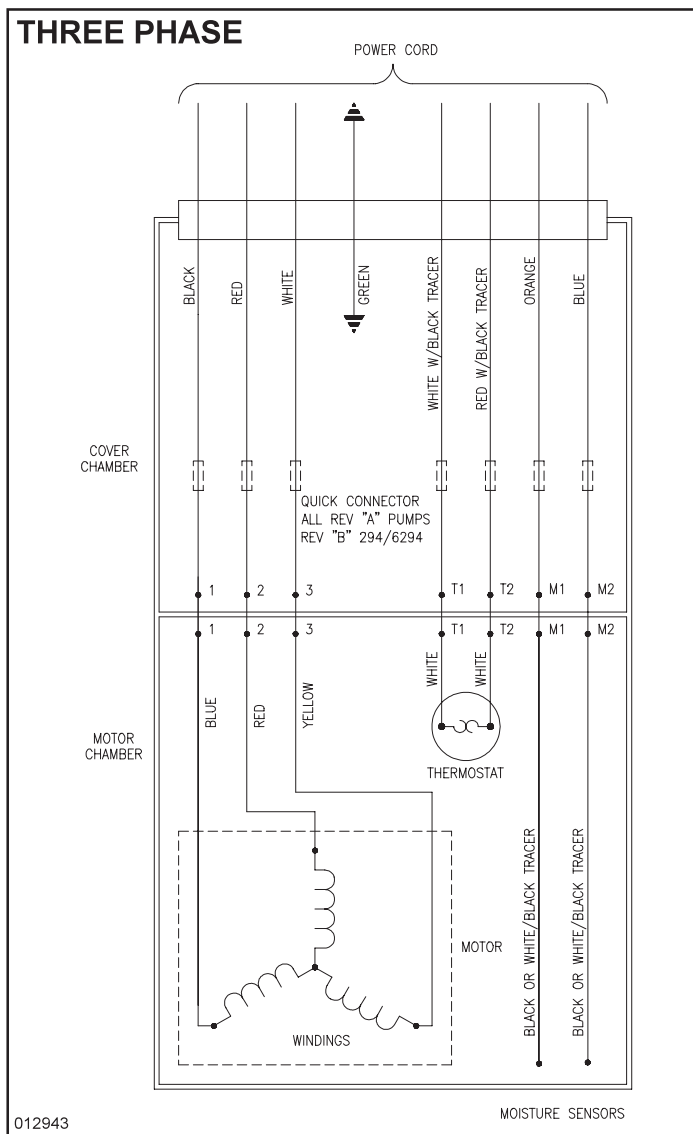 THREE PHASE
POWER CORD
BLACK
RED
WHITE
GREEN
WHITE W/BLACK TRACER
RED W/BLACK TRACER
ORANGE
BLUE
COVER
CHAMBER
QUICK CONNECTOR
ALL REV "A" PUMPS
REV "B" 294/6294
1 2 3 T1 T2 M1 M2
1 2 3 T1 T2 M1 M2
BLUE
RED
YELLOW
WHITE
WHITE
MOTOR
CHAMBER
THERMOSTAT
BLACK OR WHITE/BLACK TRACER
BLACK OR WHITE/BLACK TRACER
MOTOR
WINDINGS
MOISTURE SENSORS
012943